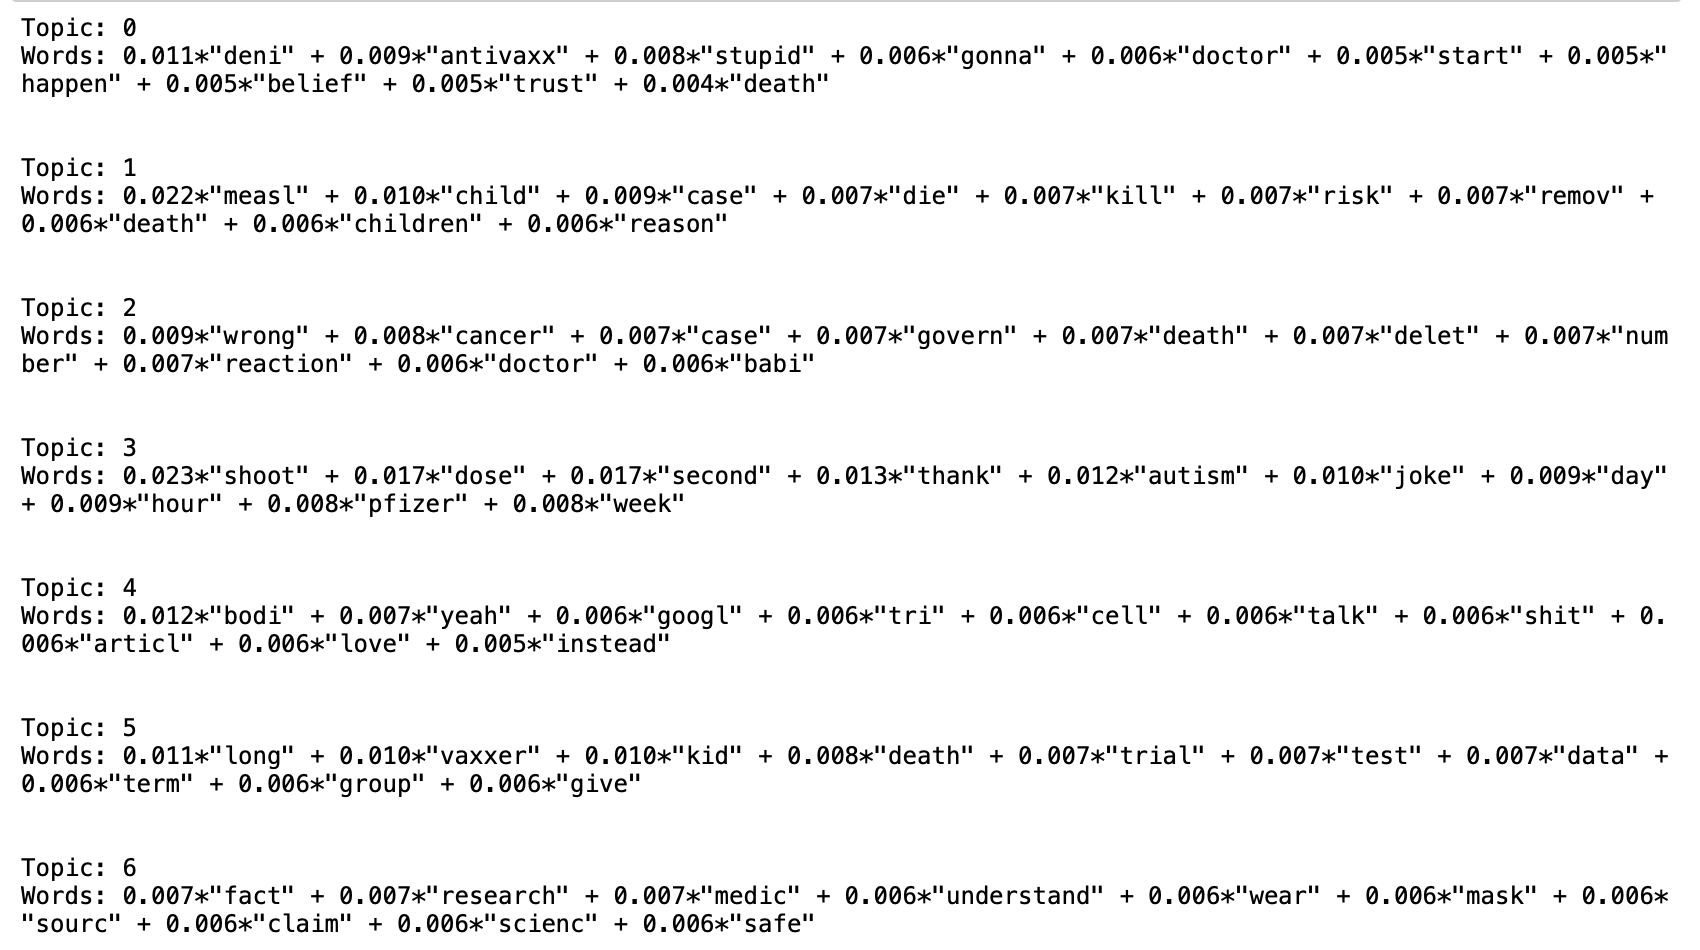 Topic: 0
Words: 0.011*"deni" + 0.009*"antivaxx" + 0.008*"stupid" + 0.006*"gonna" + 0.006*"doctor" + 0.005*"start" + 0.005*"
happen" + 0.005*"belief" + 0.005*"trust" + 0.004*"death"
Topic: 1
Words: 0.022*"measl" + 0.010*"child" + 0.009*"case" + 0.007*"die" + 0.007*"kill" + 0.007*"risk" + 0.007*"remov" +
0.006*"death" + 0.006*"children" + 0.006*"reason"
Topic: 2
Words: 0.009*"wrong" + 0.008*"cancer" + 0.007*"case" + 0.007*"govern" + 0.007*"death" + 0.007*"delet" + 0.007*"num
ber" + 0.007*"reaction" + 0.006*"doctor" + 0.006*"babi"
Topic: 3
Words: 0.023*"shoot" + 0.017*"dose" + 0.017*"second" + 0.013*"thank" + 0.012*"autism" + 0.010*"joke" + 0.009*"day"
+ 0.009*"hour" + 0.008*"pfizer" + 0.008*"week"
Topic: 4
Words: 0.012*"bodi" + 0.007*"yeah" + 0.006*"googl" + 0.006*"tri" + 0.006*"cell" + 0.006*"talk" + 0.006*"shit" + 0.
006*"articl" + 0.006*"love" + 0.005*"instead"
Topic: 5
Words: 0.011*"long" + 0.010*"vaxxer" + 0.010*"kid" + 0.008*"death" + 0.007*"trial" + 0.007*"test" + 0.007*"data" +
0.006*"term" + 0.006*"group" + 0.006*"give"
Topic: 6
Words: 0.007*"fact" + 0.007*"research" + 0.007*"medic" + 0.006*"understand" + 0.006*"wear" + 0.006*"mask" + 0.006*
"sourc" + 0.006*"claim" + 0.006*"scienc" + 0.006*"safe"